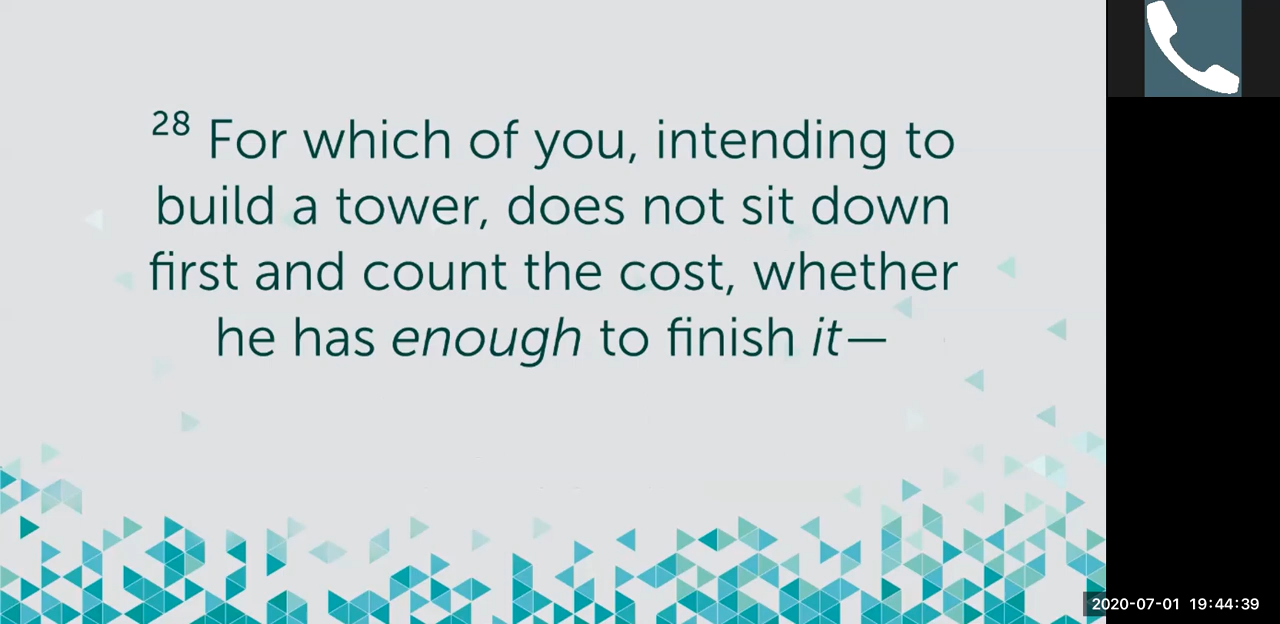 28 For which of you, intending to
build a tower, does not sit down
first and count the cost, whether
he has enough to finish it—
2020-07-01 19:44:39